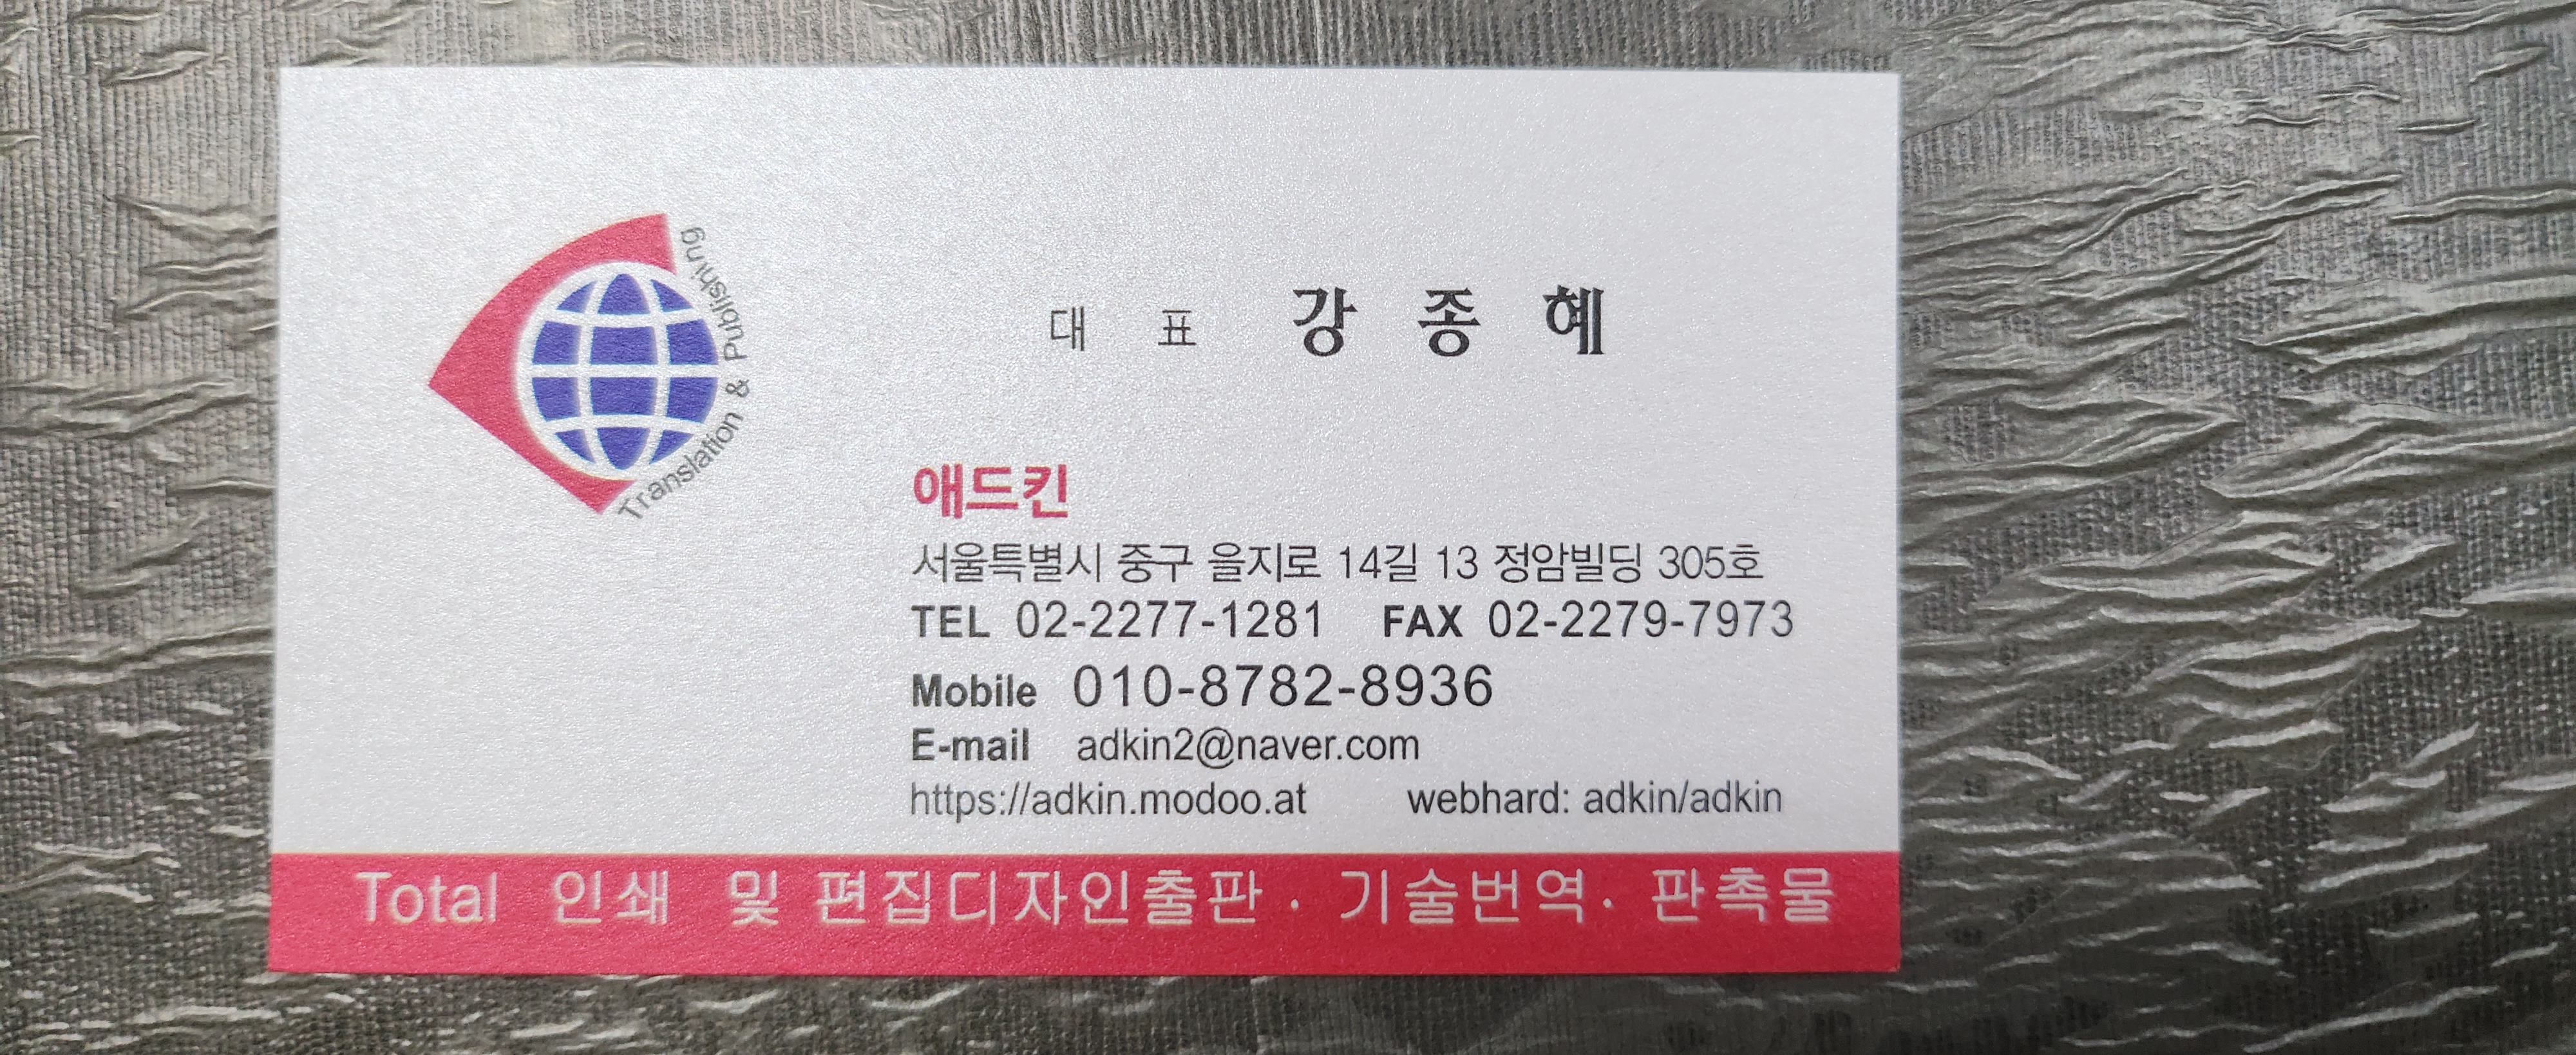 Translation & Publishing
대 표 강 종 혜
애드킨
서울특별시 중구 을지로 14길 13 정암빌딩 305호
TEL 02-2277-1281 FAX 02-2279-7973
Mobile 010-8782-8936
E-mail adkin2@naver.com
https://adkin.modoo.at webhard: adkin/adkin
Total 인쇄 및 편집디자인출판 · 기술번역 · 판촉물